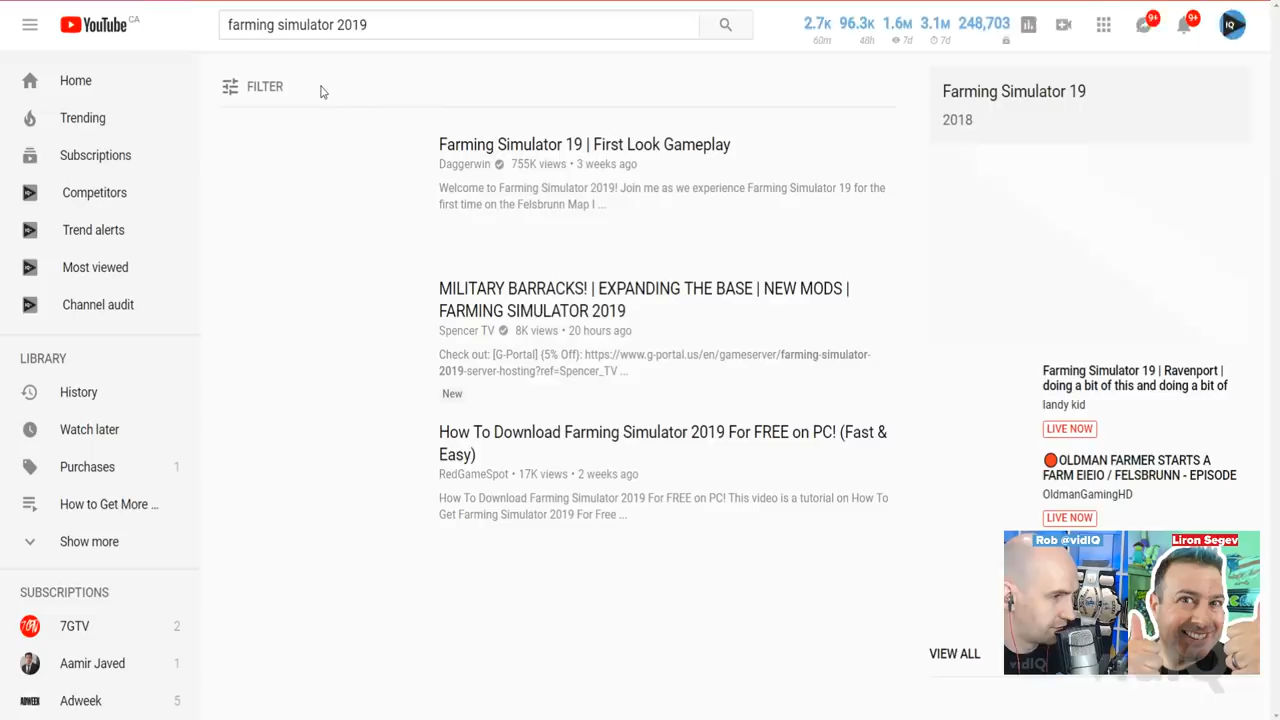 YouTube CA
farming simulator 2019
2.7K 96.3K 1.6M 3.1M 248,703
60m 48h 7d 7d
9+ 9+
IQ
Home
Trending
Subscriptions
Competitors
Trend alerts
Most viewed
Channel audit
LIBRARY
History
Watch later
Purchases 1
How to Get More ...
Show more
SUBSCRIPTIONS
7GTV 2
Aamir Javed 1
ADWEEK Adweek 5
FILTER
Farming Simulator 19 | First Look Gameplay
Daggerwin 755K views • 3 weeks ago
Welcome to Farming Simulator 2019! Join me as we experience Farming Simulator 19 for the
first time on the Felsbrunn Map I ...
MILITARY BARRACKS! | EXPANDING THE BASE | NEW MODS |
FARMING SIMULATOR 2019
Spencer TV 8K views • 20 hours ago
Check out: [G-Portal] (5% Off): https://www.g-portal.us/en/gameserver/farming-simulator-
2019-server-hosting?ref=Spencer_TV ...
New
How To Download Farming Simulator 2019 For FREE on PC! (Fast &
Easy)
RedGameSpot • 17K views • 2 weeks ago
How To Download Farming Simulator 2019 For FREE on PC! This video is a tutorial on How To
Get Farming Simulator 2019 For Free ...
Farming Simulator 19
2018
Farming Simulator 19 | Ravenport |
doing a bit of this and doing a bit of
landy kid
LIVE NOW
OLDMAN FARMER STARTS A
FARM EIEIO / FELSBRUNN - EPISODE
OldmanGamingHD
LIVE NOW
Rob @vidIQ Liron Segev
vidIQ
VIEW ALL